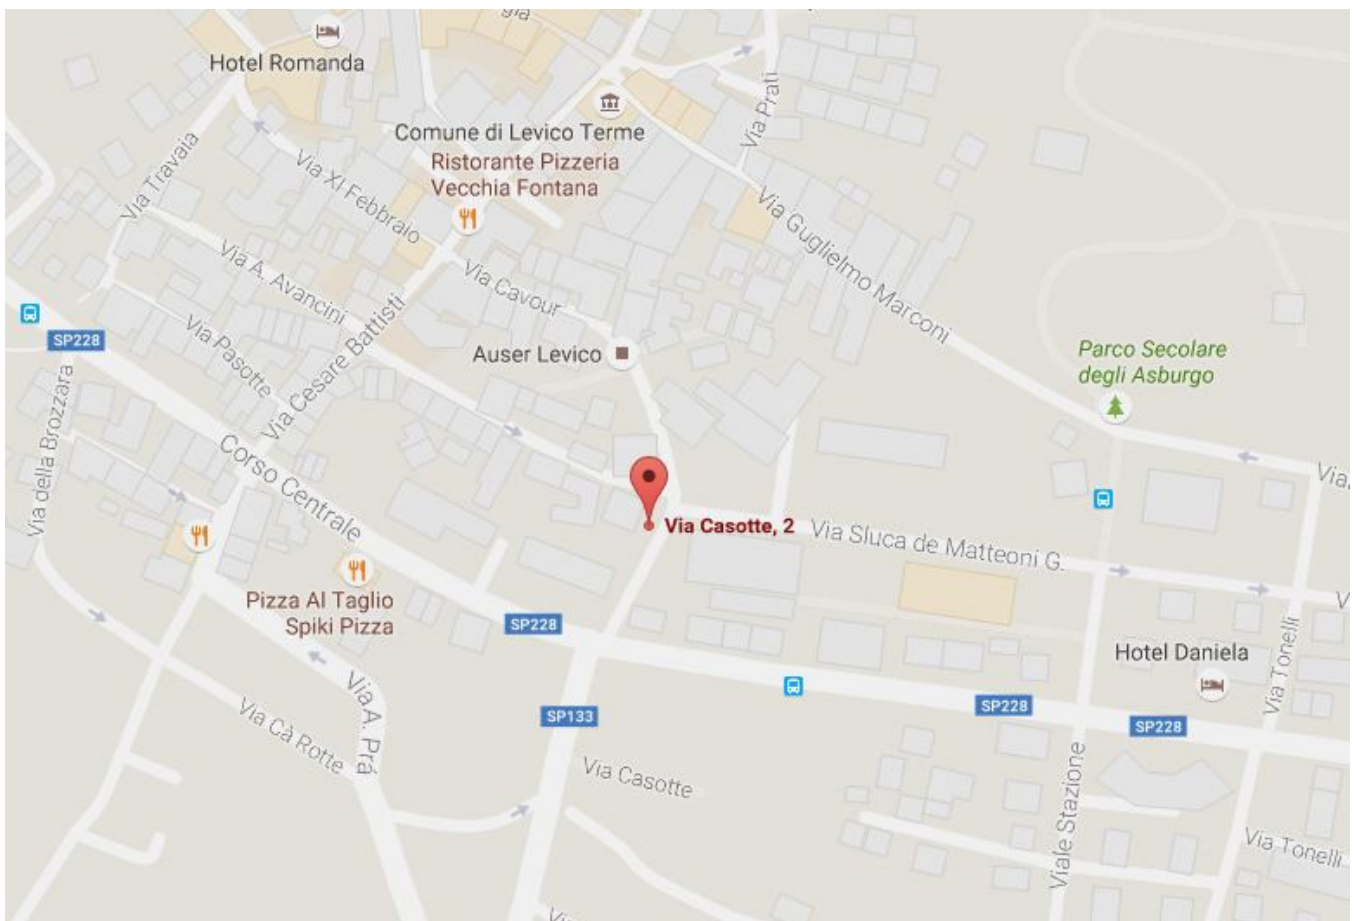 Hotel Romanda
Comune di Levico Terme
Ristorante Pizzeria
Vecchia Fontana
Via Prati
Via Travaia
Via XI Febbraio
Via Guglielmo Marconi
Via A. Avancini
Via Cavour
Via Pasotte
Via Cesare Battisti
SP228
Auser Levico
Parco Secolare
degli Asburgo
Via della Brozzara
Corso Centrale
Via Casotte, 2
Via Sluca de Matteoni G.
Pizza Al Taglio
Spiki Pizza
SP228
Hotel Daniela
Via Tonelli
Via A. Prá
Via Cà Rotte
SP133
SP228
SP228
Via Casotte
Viale Stazione
Via Tonelli